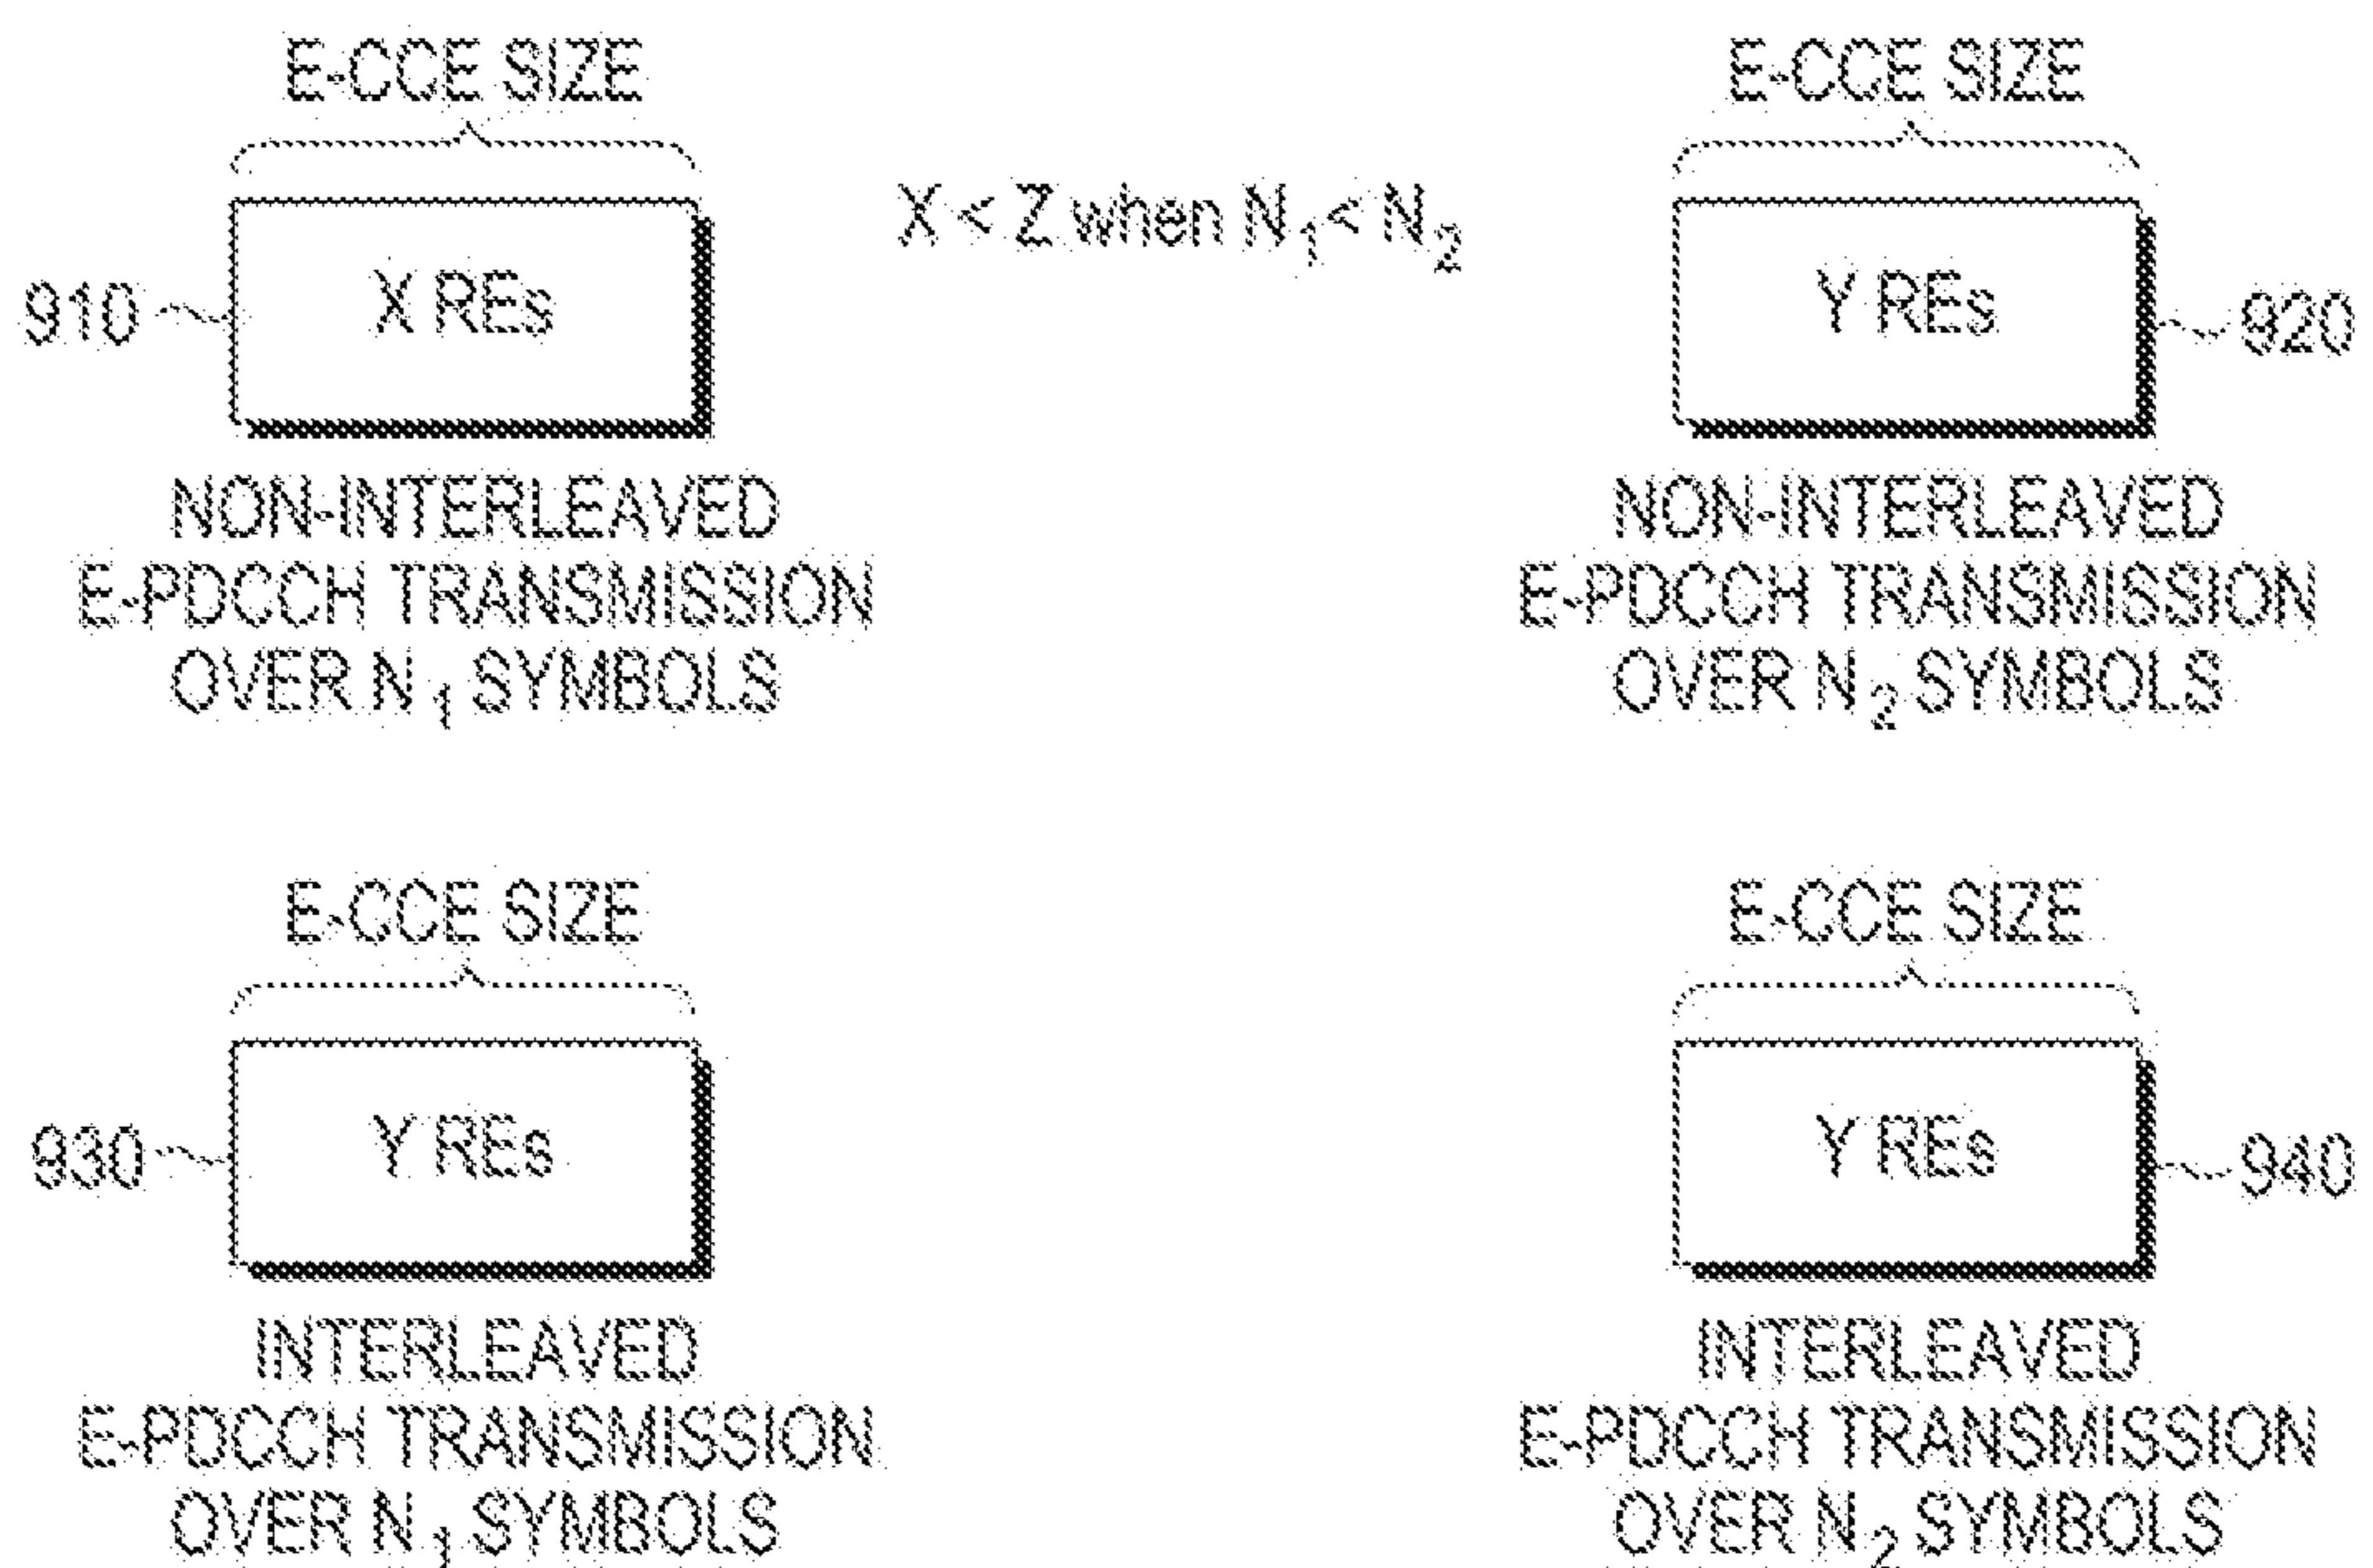 E-CCE SIZE
E-CCE SIZE
X < Z when N1 < N2
910
X REs
Y REs
920
NON-INTERLEAVED
E-PDCCH TRANSMISSION
OVER N1 SYMBOLS
NON-INTERLEAVED
E-PDCCH TRANSMISSION
OVER N2 SYMBOLS
E-CCE SIZE
E-CCE SIZE
930
Y REs
Y REs
940
INTERLEAVED
E-PDCCH TRANSMISSION
OVER N1 SYMBOLS
INTERLEAVED
E-PDCCH TRANSMISSION
OVER N2 SYMBOLS